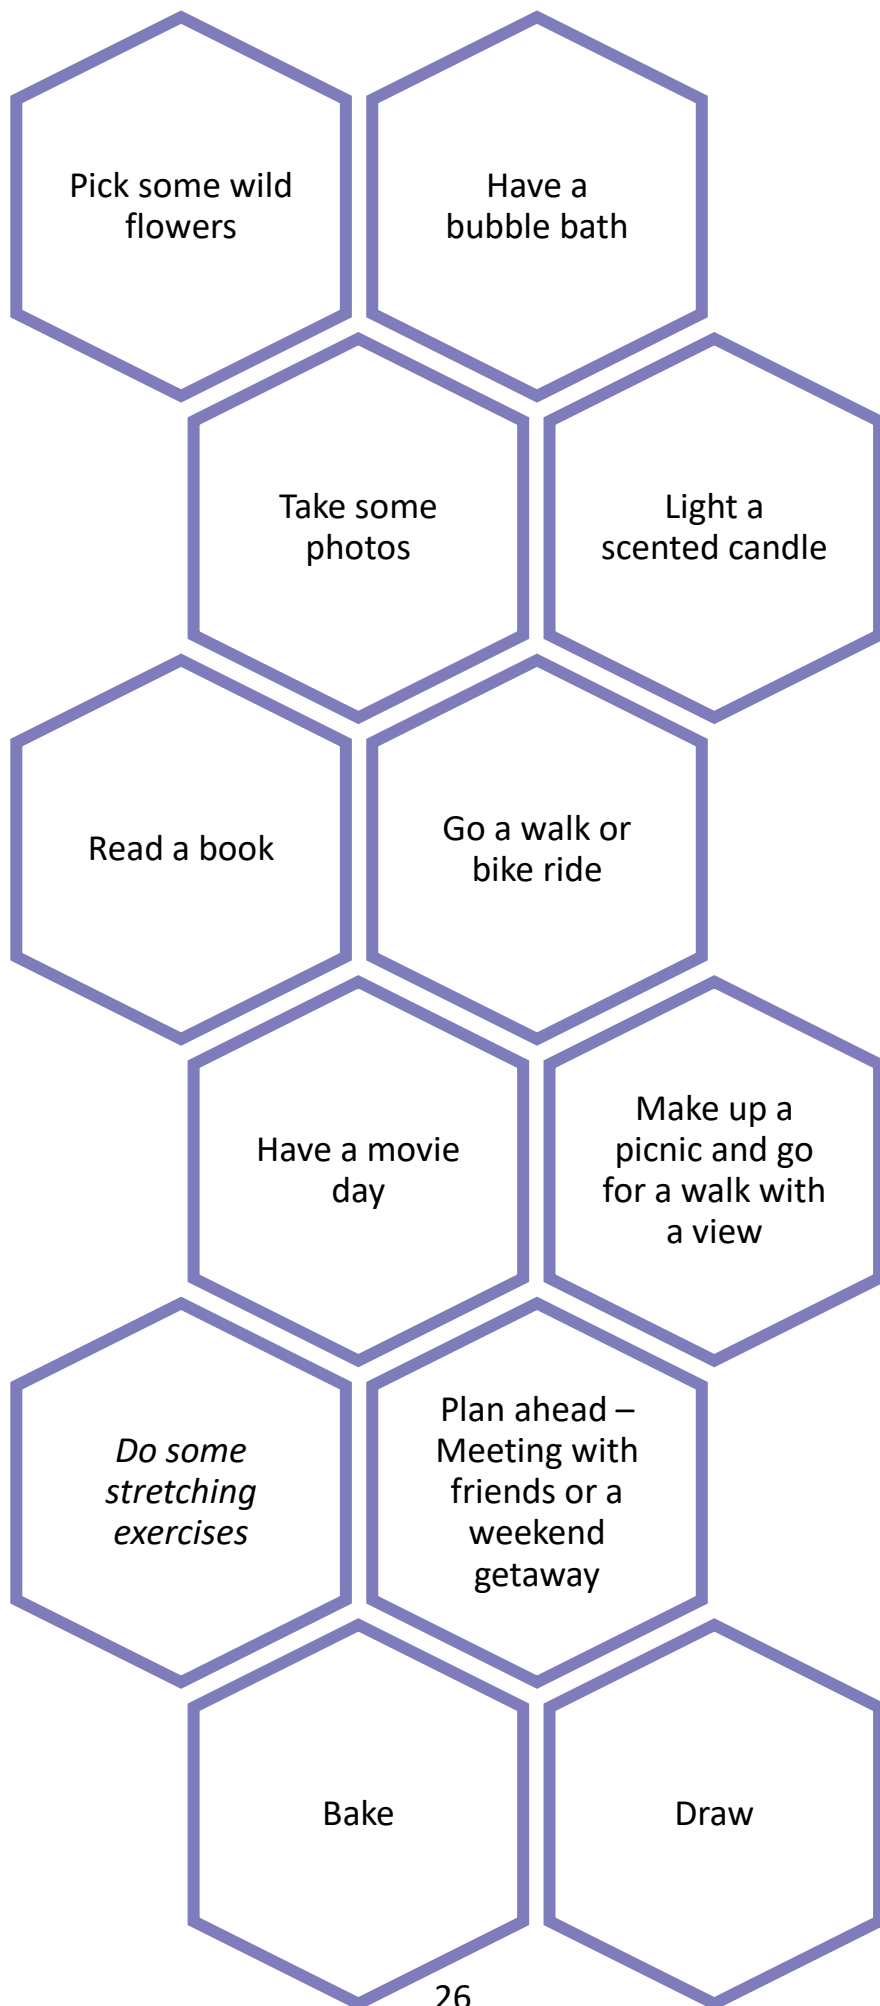 Pick some wild
flowers
Have a
bubble bath
Take some
photos
Light a
scented candle
Read a book
Go a walk or
bike ride
Have a movie
day
Make up a
picnic and go
for a walk with
a view
Do some
stretching
exercises
Plan ahead –
Meeting with
friends or a
weekend
getaway
Bake
Draw
26